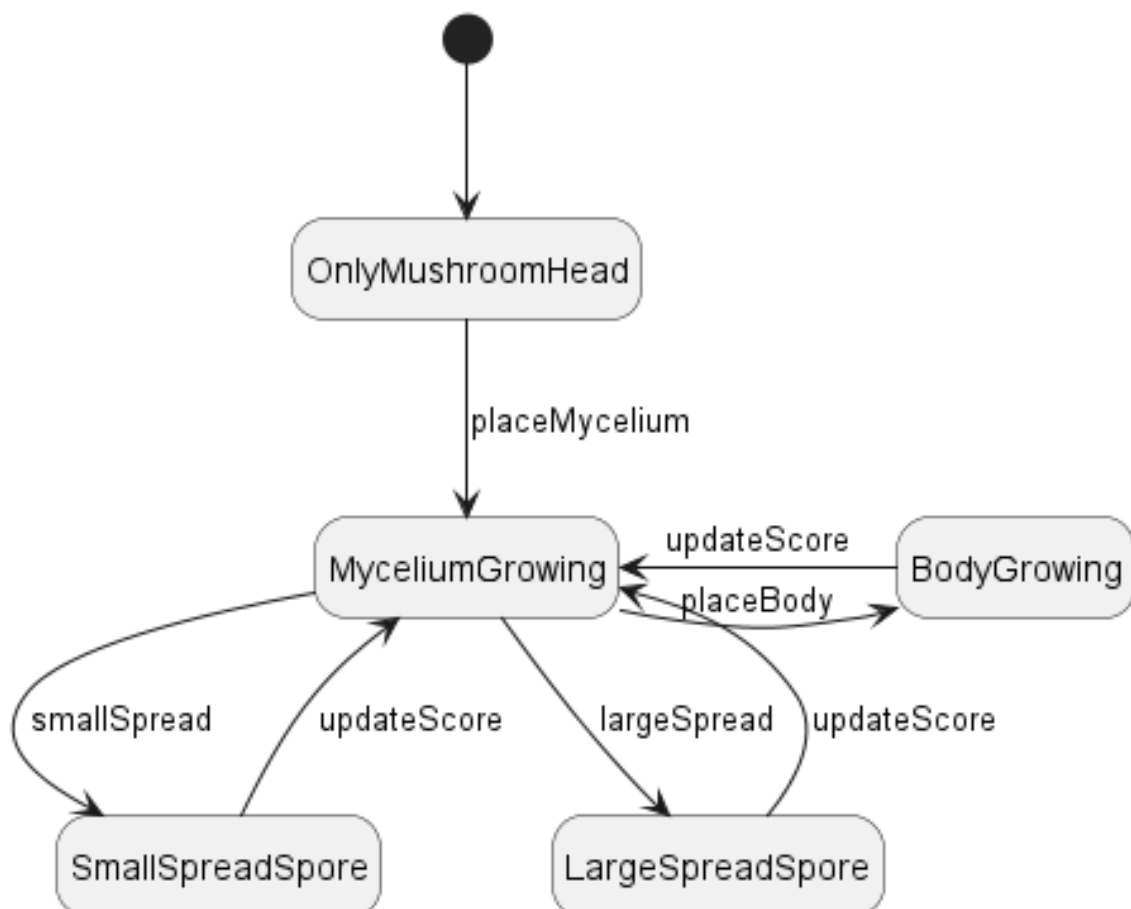 OnlyMushroomHead
placeMycelium
updateScore
MyceliumGrowing
BodyGrowing
placeBody
smallSpread
updateScore
largeSpread
updateScore
SmallSpreadSpore
LargeSpreadSpore